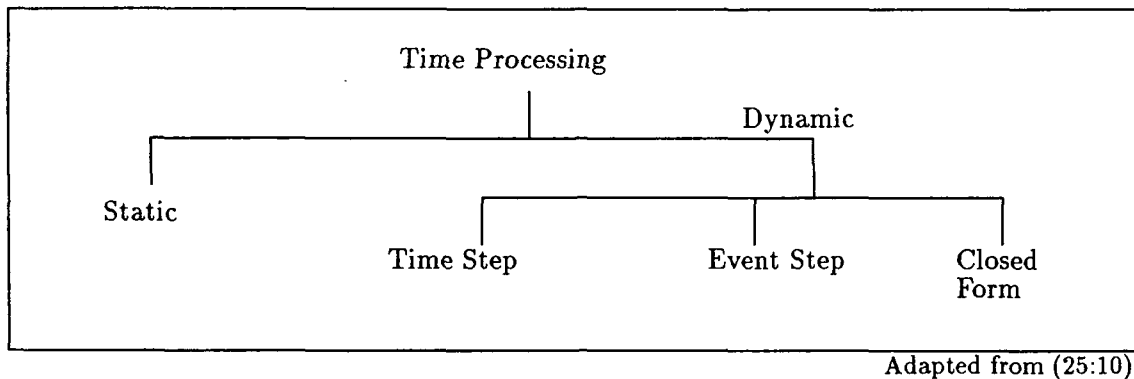 Time Processing
Dynamic
Static
Time Step
Event Step
Closed
Form
Adapted from (25:10)